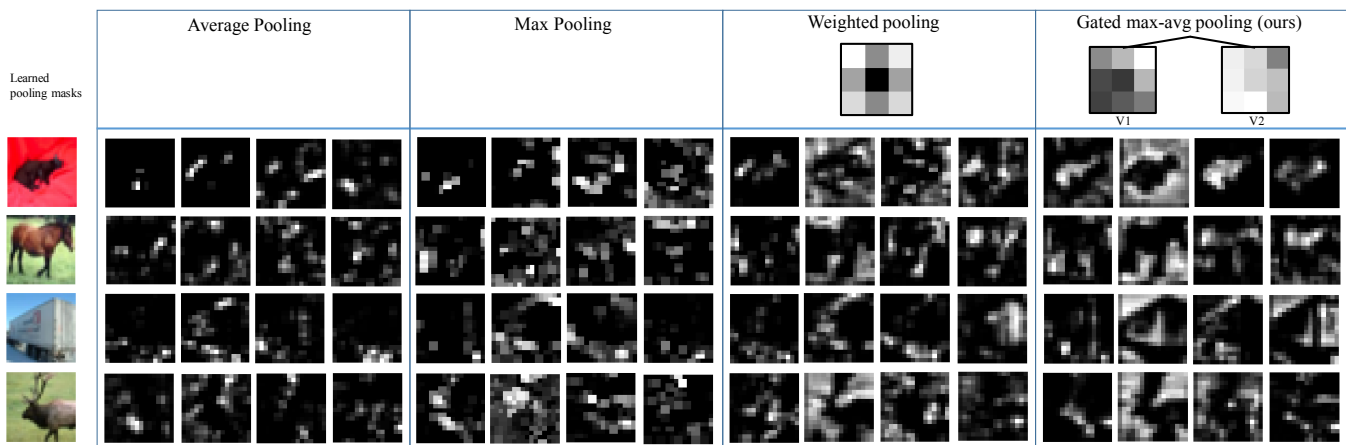 Average Pooling
Max Pooling
Weighted pooling
Gated max-avg pooling (ours)
Learned
pooling masks
V1
V2